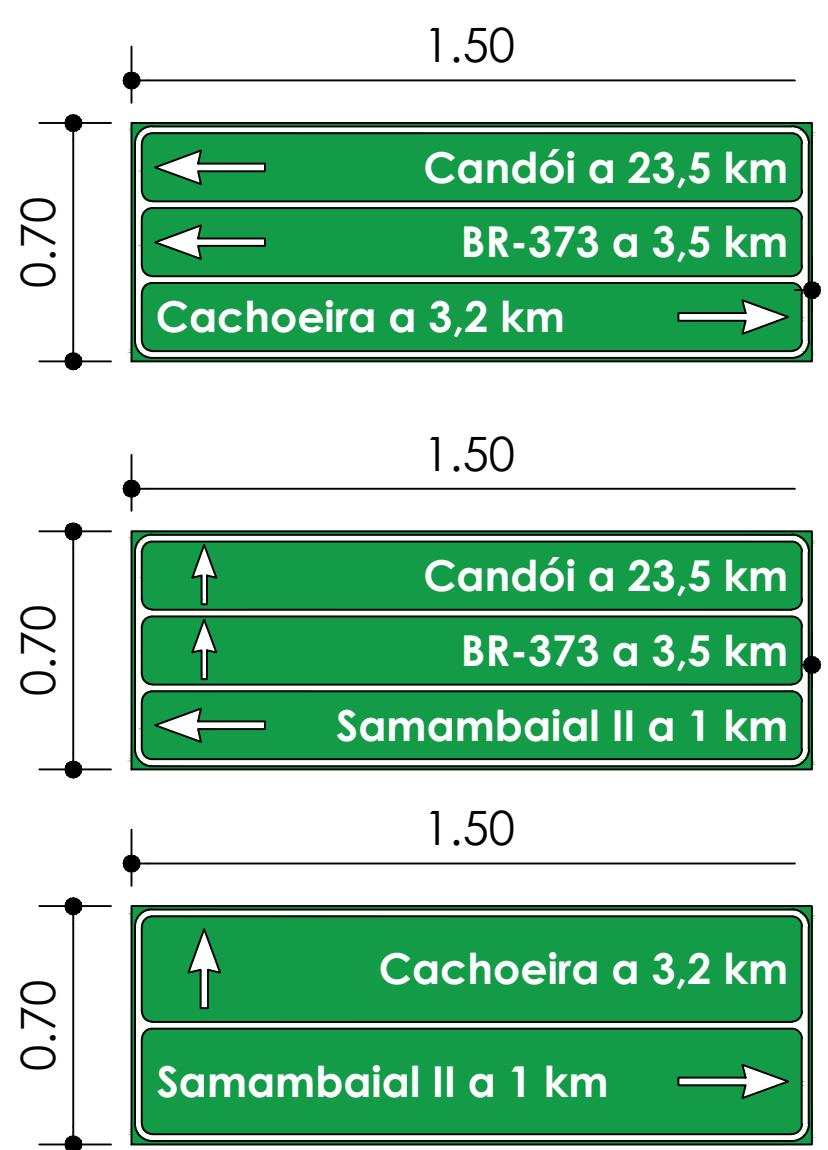 1.50
0.70
Candói a 23,5 km
BR-373 a 3,5 km
Cachoeira a 3,2 km
1.50
0.70
Candói a 23,5 km
BR-373 a 3,5 km
Samambaial II a 1 km
1.50
0.70
Cachoeira a 3,2 km
Samambaial II a 1 km